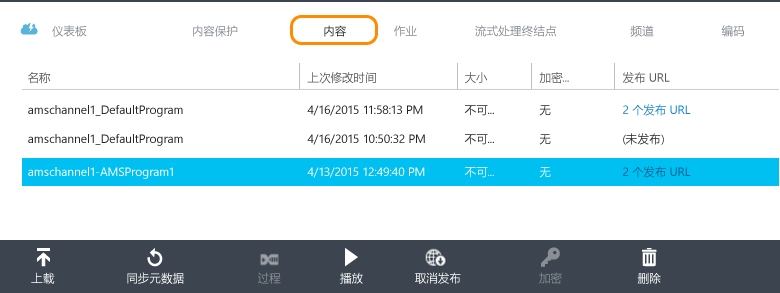 仪表板 内容保护 内容 作业 流式处理终结点 频道 编码
名称 上次修改时间 大小 加密... 发布 URL
amschannel1_DefaultProgram 4/16/2015 11:58:13 PM 不可... 无 2 个发布 URL
amschannel1_DefaultProgram 4/16/2015 10:50:32 PM 不可... 无 (未发布)
amschannel1-AMSProgram1 4/13/2015 12:49:40 PM 不可... 无 2 个发布 URL
上载 同步元数据 过程 播放 取消发布 加密 删除